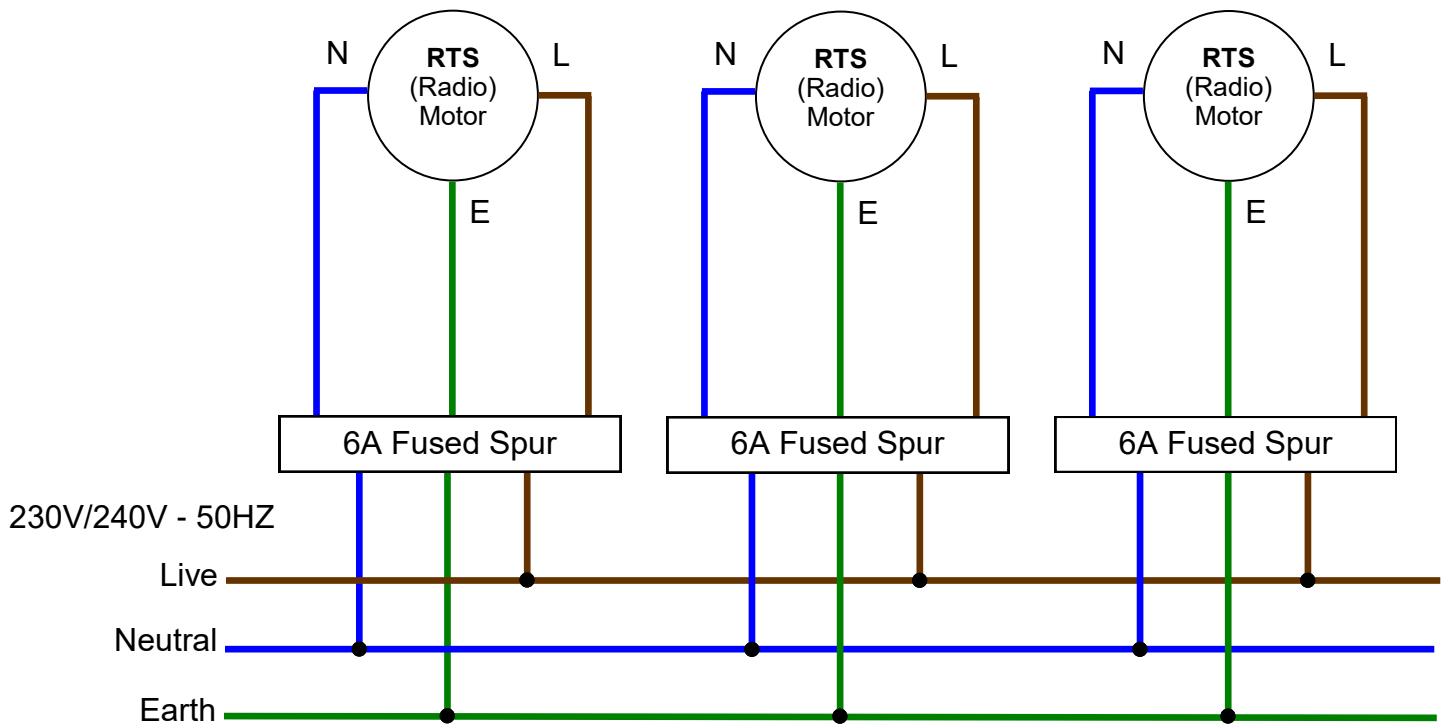 N
RTS
(Radio)
Motor
L
E
N
RTS
(Radio)
Motor
L
E
N
RTS
(Radio)
Motor
L
E
6A Fused Spur
6A Fused Spur
6A Fused Spur
230V/240V - 50HZ
Live
Neutral
Earth